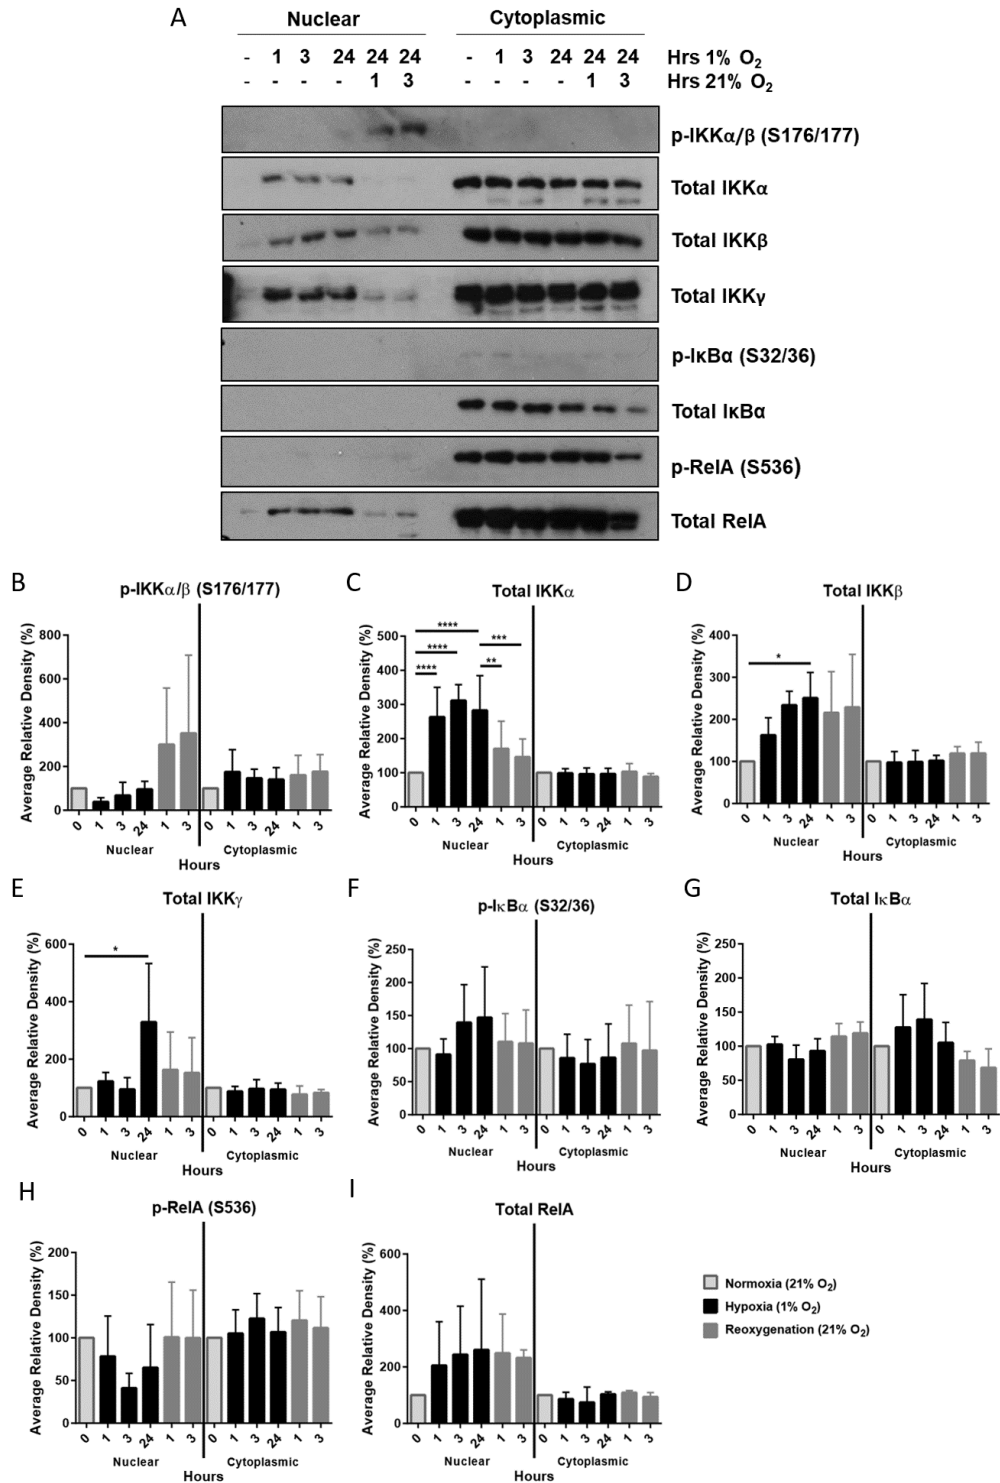 A
Nuclear Cytoplasmic
- 1 3 24 24 24 - 1 3 24 24 24 Hrs 1% O₂
- - - - 1 3 - - - - 1 3 Hrs 21% O₂
p-IKKα/β (S176/177)
Total IKKα
Total IKKβ
Total IKKγ
p-IκBα (S32/36)
Total IκBα
p-RelA (S536)
Total RelA
B
p-IKKα/β (S176/177)
Average Relative Density (%)
800
600
400
200
0
0 1 3 24 1 3 0 1 3 24 1 3
Nuclear Cytoplasmic
Hours
C
Total IKKα
Average Relative Density (%)
500
400
300
200
100
0
****
**** ***
**** **
0 1 3 24 1 3 0 1 3 24 1 3
Nuclear Cytoplasmic
Hours
D
Total IKKβ
Average Relative Density (%)
400
300
200
100
0
*
0 1 3 24 1 3 0 1 3 24 1 3
Nuclear Cytoplasmic
Hours
E
Total IKKγ
Average Relative Density (%)
600
400
200
0
*
0 1 3 24 1 3 0 1 3 24 1 3
Nuclear Cytoplasmic
Hours
F
p-IκBα (S32/36)
Average Relative Density (%)
250
200
150
100
50
0
0 1 3 24 1 3 0 1 3 24 1 3
Nuclear Cytoplasmic
Hours
G
Total IκBα
Average Relative Density (%)
250
200
150
100
50
0
0 1 3 24 1 3 0 1 3 24 1 3
Nuclear Cytoplasmic
Hours
H
p-RelA (S536)
Average Relative Density (%)
200
150
100
50
0
0 1 3 24 1 3 0 1 3 24 1 3
Nuclear Cytoplasmic
Hours
I
Total RelA
Average Relative Density (%)
600
400
200
0
0 1 3 24 1 3 0 1 3 24 1 3
Nuclear Cytoplasmic
Hours
Normoxia (21% O₂)
Hypoxia (1% O₂)
Reoxygenation (21% O₂)